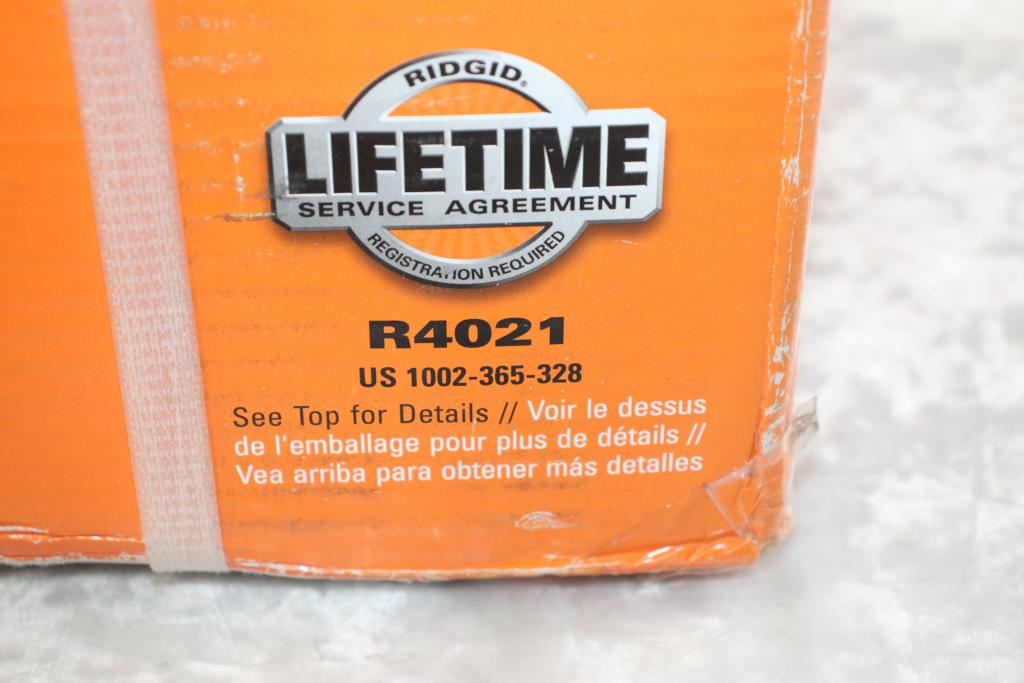 RIDGID®
LIFETIME
SERVICE AGREEMENT
REGISTRATION REQUIRED
R4021
US 1002-365-328
See Top for Details // Voir le dessus
de l'emballage pour plus de détails //
Vea arriba para obtener más detalles